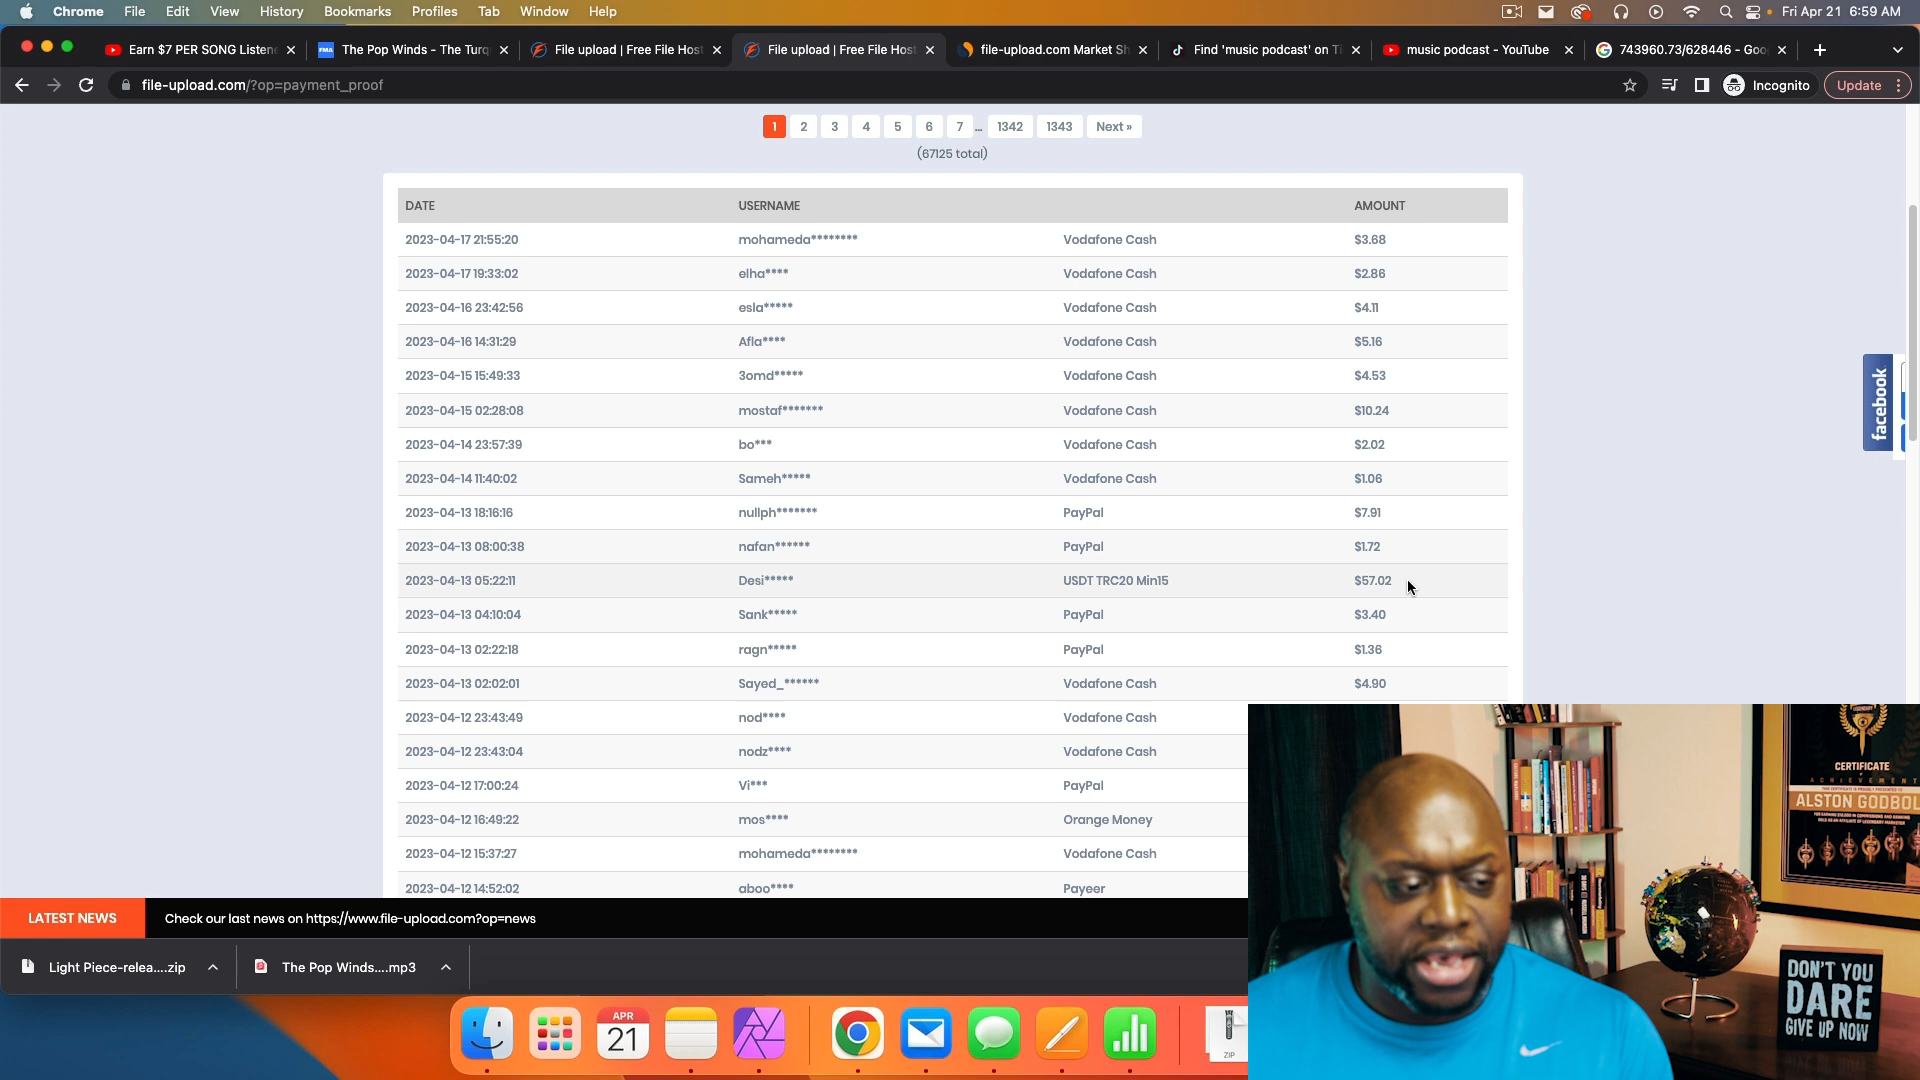 Chrome File Edit View History Bookmarks Profiles Tab Window Help Fri Apr 21 6:59 AM
Earn $7 PER SONG Listene The Pop Winds - The Turq File upload | Free File Host File upload | Free File Host file-upload.com Market Sh Find 'music podcast' on Ti music podcast - YouTube 743960.73/628446 - Goo
file-upload.com/?op=payment_proof Incognito Update
1 2 3 4 5 6 7 ... 1342 1343 Next »
(67125 total)
DATE USERNAME AMOUNT
2023-04-17 21:55:20 mohameda******** Vodafone Cash $3.68
2023-04-17 19:33:02 elha**** Vodafone Cash $2.86
2023-04-16 23:42:56 esla***** Vodafone Cash $4.11
2023-04-16 14:31:29 Afla**** Vodafone Cash $5.16
2023-04-15 15:49:33 3omd***** Vodafone Cash $4.53
2023-04-15 02:28:08 mostaf******* Vodafone Cash $10.24
2023-04-14 23:57:39 bo*** Vodafone Cash $2.02
2023-04-14 11:40:02 Sameh***** Vodafone Cash $1.06
2023-04-13 18:16:16 nullph******* PayPal $7.91
2023-04-13 08:00:38 nafan****** PayPal $1.72
2023-04-13 05:22:11 Desi***** USDT TRC20 Min15 $57.02
2023-04-13 04:10:04 Sank***** PayPal $3.40
2023-04-13 02:22:18 ragn***** PayPal $1.36
2023-04-13 02:02:01 Sayed_****** Vodafone Cash $4.90
2023-04-12 23:43:49 nod**** Vodafone Cash
2023-04-12 23:43:04 nodz**** Vodafone Cash
2023-04-12 17:00:24 Vi*** PayPal
2023-04-12 16:49:22 mos**** Orange Money
2023-04-12 15:37:27 mohameda******** Vodafone Cash
2023-04-12 14:52:02 aboo**** Payeer
facebook
LATEST NEWS Check our last news on https://www.file-upload.com?op=news
Light Piece-relea....zip The Pop Winds....mp3
APR
21
ZIP
CERTIFICATE
ACHIEVEMENT
ALSTON GODBOL
DON'T YOU
DARE
GIVE UP NOW